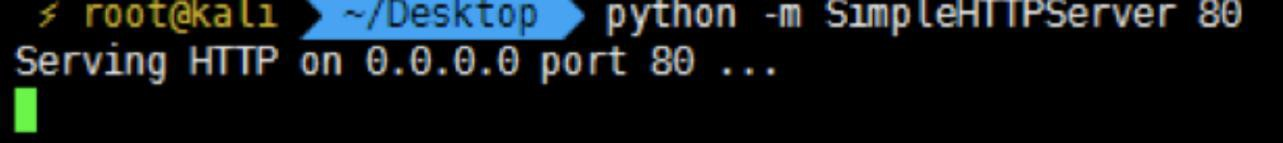 ⚡ root@kali ~/Desktop python -m SimpleHTTPServer 80
Serving HTTP on 0.0.0.0 port 80 ...